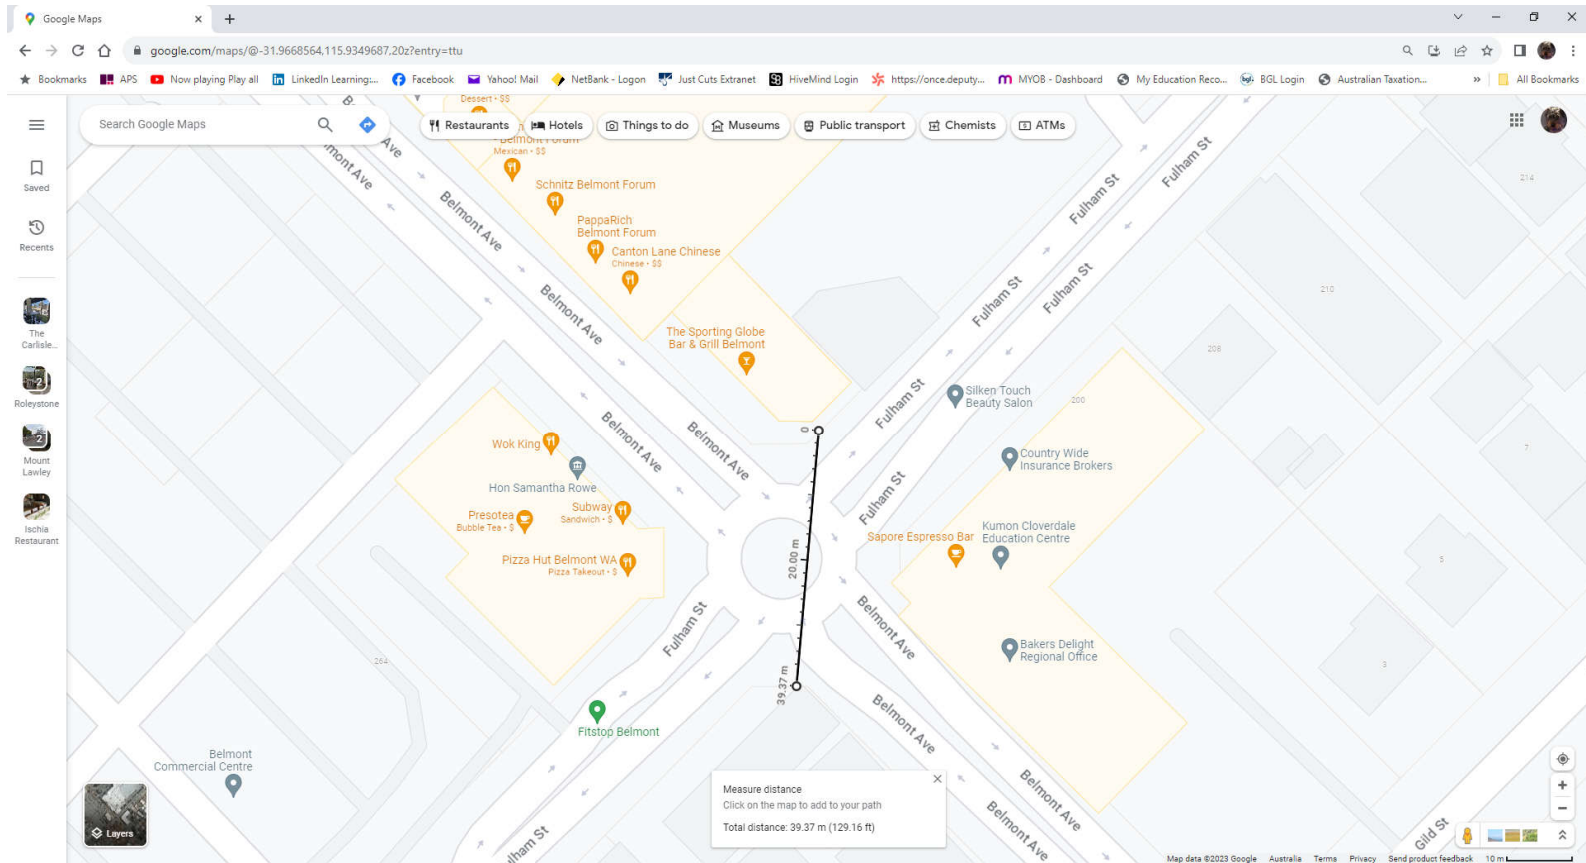 Google Maps
google.com/maps/@-31.9668564,115.9349687,20z?entry=ttu
Bookmarks
APS
Now playing Play all
LinkedIn Learning:...
Facebook
Yahoo! Mail
NetBank - Logon
Just Cuts Extranet
HiveMind Login
https://once.deputy...
MYOB - Dashboard
My Education Reco...
BGL Login
Australian Taxation...
»
All Bookmarks
Search Google Maps
Restaurants
Hotels
Things to do
Museums
Public transport
Chemists
ATMs
Saved
Recents
The
Carlisle...
2
Roleystone
2
Mount
Lawley
Ischia
Restaurant
Dessert • $$
Belmont Forum
Mexican • $$
Schnitz Belmont Forum
PappaRich
Belmont Forum
Canton Lane Chinese
Chinese • $$
The Sporting Globe
Bar & Grill Belmont
Belmont Ave
Belmont Ave
Belmont Ave
Belmont Ave
Belmont Ave
Belmont Ave
Belmont Ave
Belmont Ave
Fulham St
Fulham St
Fulham St
Fulham St
Fulham St
Fulham St
Fulham St
Gild St
214
210
208
200
7
5
3
264
Silken Touch
Beauty Salon
Country Wide
Insurance Brokers
Wok King
Hon Samantha Rowe
Presotea
Bubble Tea • $
Subway
Sandwich • $
Pizza Hut Belmont WA
Pizza Takeout • $
Sapore Espresso Bar
Kumon Cloverdale
Education Centre
Bakers Delight
Regional Office
0
20.00 m
39.37 m
Fitstop Belmont
Belmont
Commercial Centre
Layers
Measure distance
Click on the map to add to your path
Total distance: 39.37 m (129.16 ft)
Map data ©2023 Google
Australia
Terms
Privacy
Send product feedback
10 m